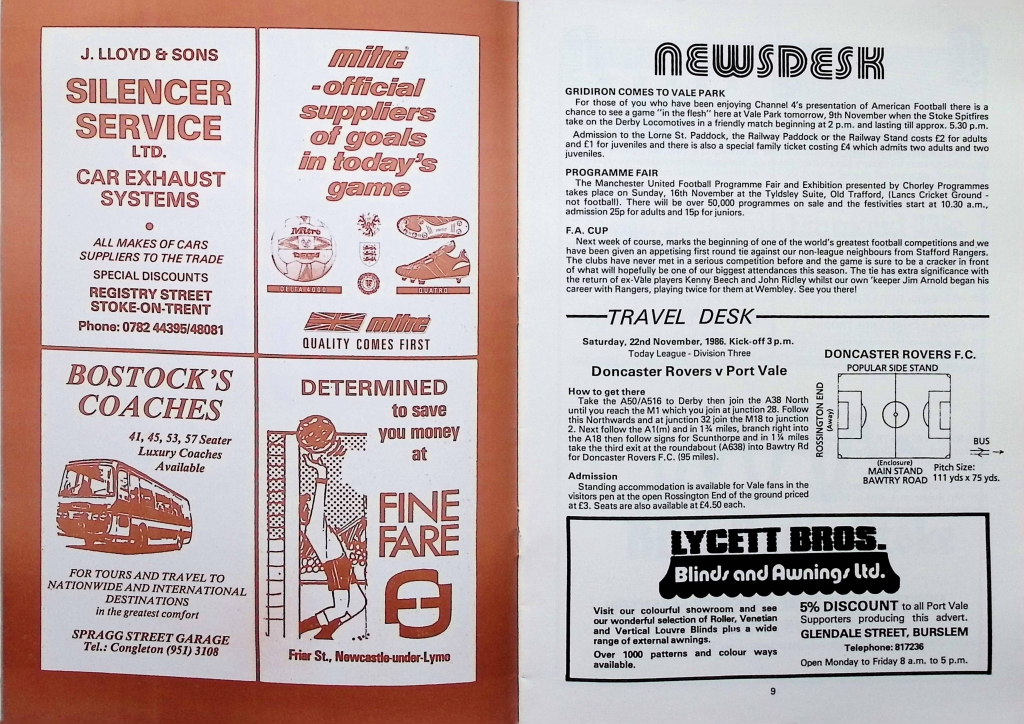 J. LLOYD & SONS
SILENCER
SERVICE
LTD.
CAR EXHAUST
SYSTEMS
ALL MAKES OF CARS
SUPPLIERS TO THE TRADE
SPECIAL DISCOUNTS
REGISTRY STREET
STOKE-ON-TRENT
Phone: 0782 44395/48081
mitre
-official
suppliers
of goals
in today's
game
Mitre
DELTA 4000
QUATRO
mitre
QUALITY COMES FIRST
BOSTOCK'S
COACHES
41, 45, 53, 57 Seater
Luxury Coaches
Available
FOR TOURS AND TRAVEL TO
NATIONWIDE AND INTERNATIONAL
DESTINATIONS
in the greatest comfort
SPRAGG STREET GARAGE
Tel.: Congleton (951) 3108
DETERMINED
to save
you money
at
FINE
FARE
Friar St., Newcastle-under-Lyme
NEWSDESK
GRIDIRON COMES TO VALE PARK
For those of you who have been enjoying Channel 4's presentation of American Football there is a
chance to see a game "in the flesh" here at Vale Park tomorrow, 9th November when the Stoke Spitfires
take on the Derby Locomotives in a friendly match beginning at 2 p.m. and lasting till approx. 5.30 p.m.
Admission to the Lorne St. Paddock, the Railway Paddock or the Railway Stand costs £2 for adults
and £1 for juveniles and there is also a special family ticket costing £4 which admits two adults and two
juveniles.
PROGRAMME FAIR
The Manchester United Football Programme Fair and Exhibition presented by Chorley Programmes
takes place on Sunday, 16th November at the Tyldsley Suite, Old Trafford, (Lancs Cricket Ground -
not football). There will be over 50,000 programmes on sale and the festivities start at 10.30 a.m.,
admission 25p for adults and 15p for juniors.
F.A. CUP
Next week of course, marks the beginning of one of the world's greatest football competitions and we
have been given an appetising first round tie against our non-league neighbours from Stafford Rangers.
The clubs have never met in a serious competition before and the game is sure to be a cracker in front
of what will hopefully be one of our biggest attendances this season. The tie has extra significance with
the return of ex-Vale players Kenny Beech and John Ridley whilst our own 'keeper Jim Arnold began his
career with Rangers, playing twice for them at Wembley. See you there!
TRAVEL DESK
Saturday, 22nd November, 1986. Kick-off 3 p.m.
Today League - Division Three
Doncaster Rovers v Port Vale
How to get there
Take the A50/A516 to Derby then join the A38 North
until you reach the M1 which you join at junction 28. Follow
this Northwards and at junction 32 join the M18 to junction
2. Next follow the A1(m) and in 1¾ miles, branch right into
the A18 then follow signs for Scunthorpe and in 1¼ miles
take the third exit at the roundabout (A638) into Bawtry Rd
for Doncaster Rovers F.C. (95 miles).
Admission
Standing accommodation is available for Vale fans in the
visitors pen at the open Rossington End of the ground priced
at £3. Seats are also available at £4.50 each.
DONCASTER ROVERS F.C.
POPULAR SIDE STAND
ROSSINGTON END
(Away)
BUS
(Enclosure)
MAIN STAND
BAWTRY ROAD
Pitch Size:
111 yds x 75 yds.
LYCETT BROS.
Blinds and Awnings Ltd.
Visit our colourful showroom and see
our wonderful selection of Roller, Venetian
and Vertical Louvre Blinds plus a wide
range of external awnings.
Over 1000 patterns and colour ways
available.
5% DISCOUNT to all Port Vale
Supporters producing this advert.
GLENDALE STREET, BURSLEM
Telephone: 817236
Open Monday to Friday 8 a.m. to 5 p.m.
9